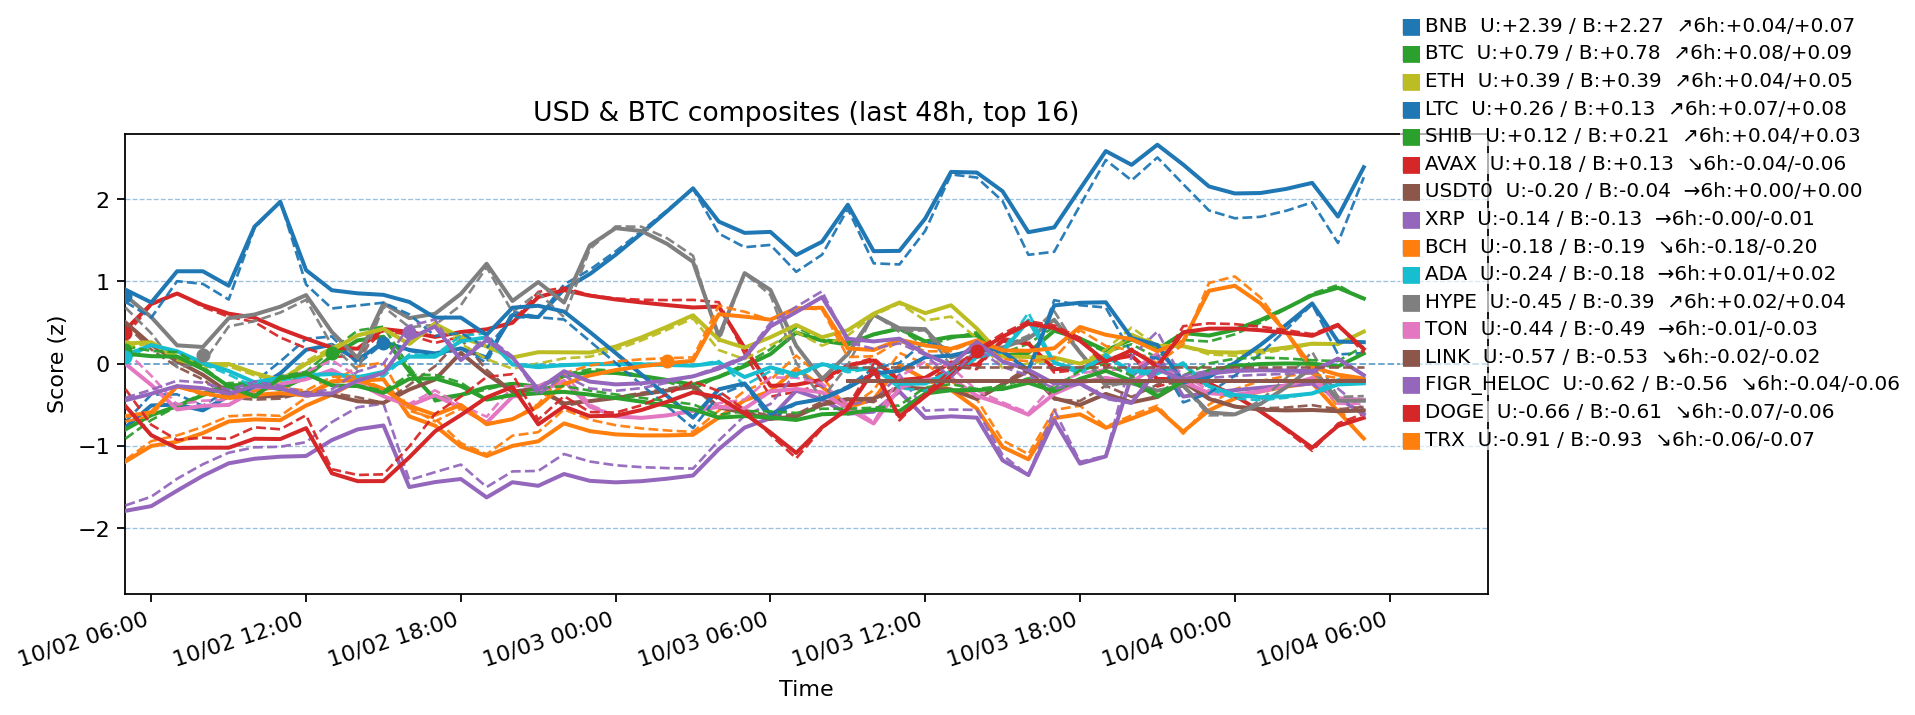 BNB  U:+2.39 / B:+2.27  ↗6h:+0.04/+0.07
BTC  U:+0.79 / B:+0.78  ↗6h:+0.08/+0.09
ETH  U:+0.39 / B:+0.39  ↗6h:+0.04/+0.05
LTC  U:+0.26 / B:+0.13  ↗6h:+0.07/+0.08
SHIB  U:+0.12 / B:+0.21  ↗6h:+0.04/+0.03
AVAX  U:+0.18 / B:+0.13  ↘6h:-0.04/-0.06
USDT0  U:-0.20 / B:-0.04  →6h:+0.00/+0.00
XRP  U:-0.14 / B:-0.13  →6h:-0.00/-0.01
BCH  U:-0.18 / B:-0.19  ↘6h:-0.18/-0.20
ADA  U:-0.24 / B:-0.18  →6h:+0.01/+0.02
HYPE  U:-0.45 / B:-0.39  ↗6h:+0.02/+0.04
TON  U:-0.44 / B:-0.49  →6h:-0.01/-0.03
LINK  U:-0.57 / B:-0.53  ↘6h:-0.02/-0.02
FIGR_HELOC  U:-0.62 / B:-0.56  ↘6h:-0.04/-0.06
DOGE  U:-0.66 / B:-0.61  ↘6h:-0.07/-0.06
TRX  U:-0.91 / B:-0.93  ↘6h:-0.06/-0.07
USD & BTC composites (last 48h, top 16)
Score (z)
2
1
0
−1
−2
10/02 06:00
10/02 12:00
10/02 18:00
10/03 00:00
10/03 06:00
10/03 12:00
10/03 18:00
10/04 00:00
10/04 06:00
Time